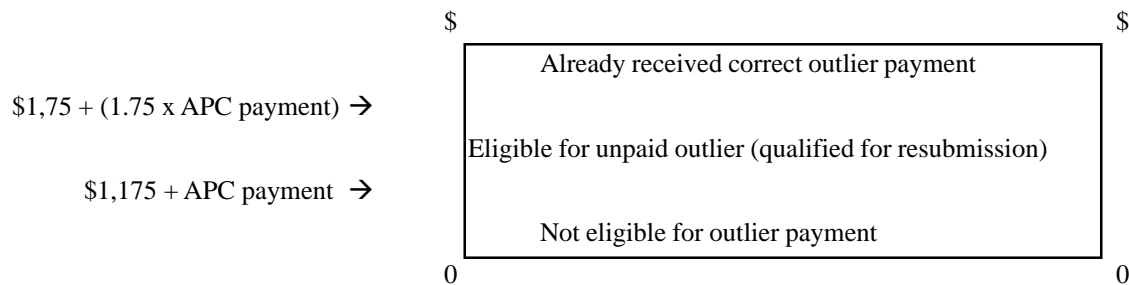 $ $
Already received correct outlier payment
$1,75 + (1.75 x APC payment) →
Eligible for unpaid outlier (qualified for resubmission)
$1,175 + APC payment →
Not eligible for outlier payment
0 0